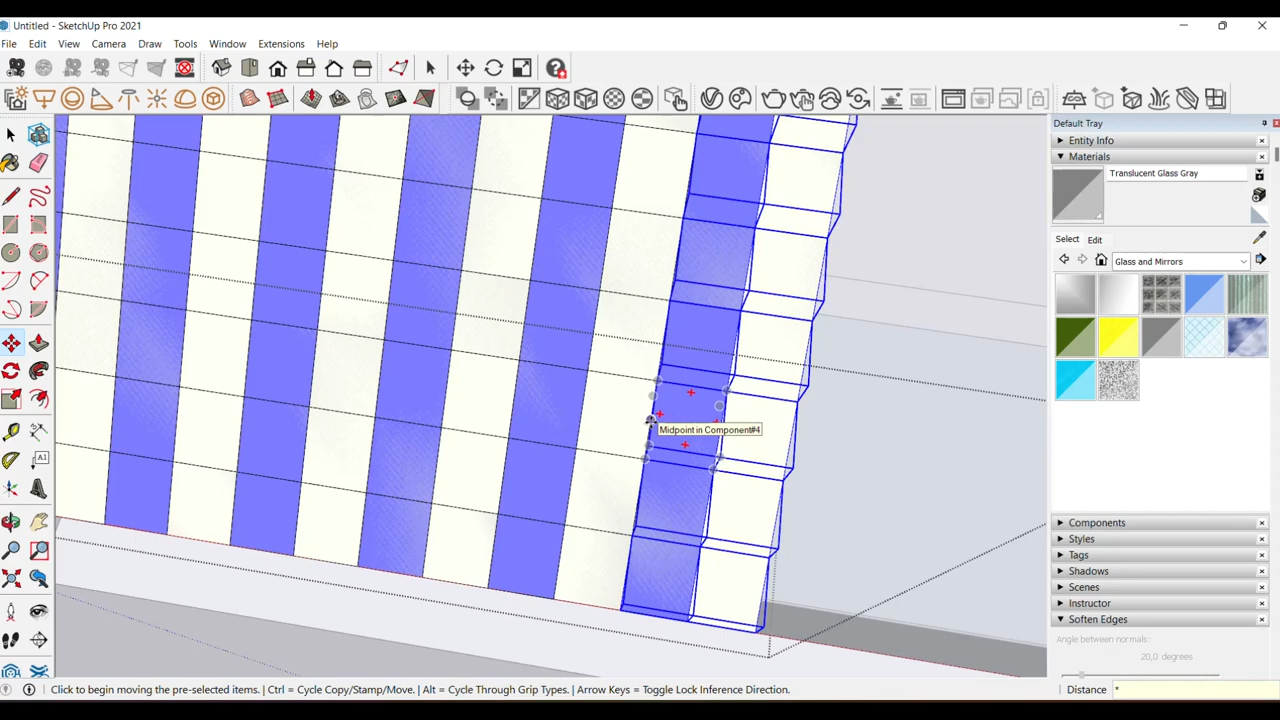 Untitled - SketchUp Pro 2021
File Edit View Camera Draw Tools Window Extensions Help
Default Tray
Entity Info
Materials
Translucent Glass Gray
Select Edit
Glass and Mirrors
Midpoint in Component#4
Components
Styles
Tags
Shadows
Scenes
Instructor
Soften Edges
Angle between normals:
20,0 degrees
Click to begin moving the pre-selected items. | Ctrl = Cycle Copy/Stamp/Move. | Alt = Cycle Through Grip Types. | Arrow Keys = Toggle Lock Inference Direction.
Distance *